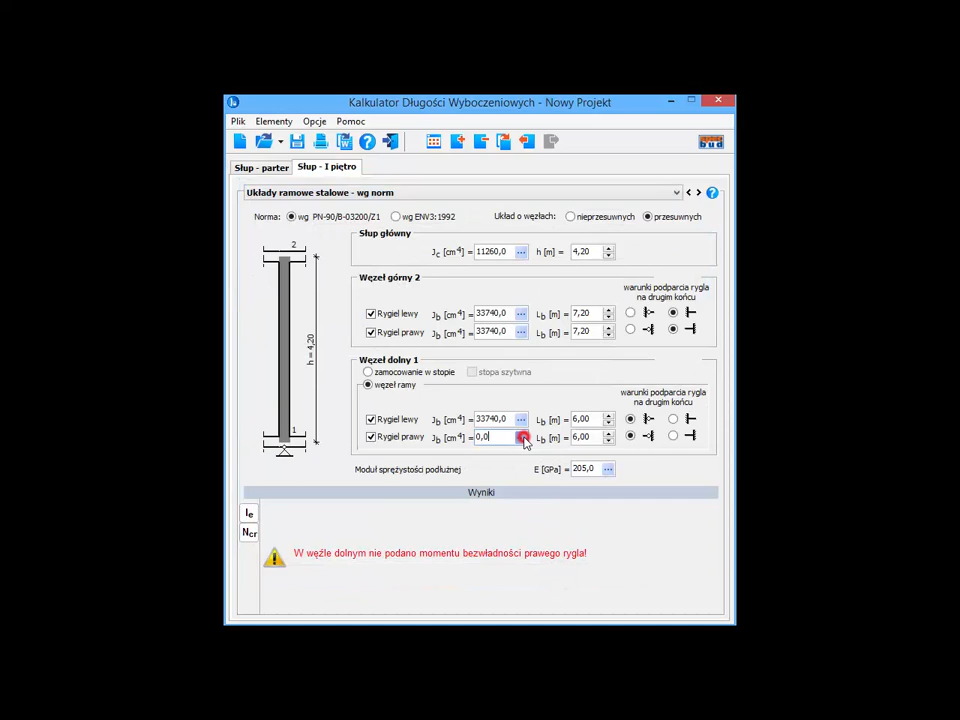 Kalkulator Długości Wyboczeniowych - Nowy Projekt
Plik Elementy Opcje Pomoc
bud
Słup - parter Słup - I piętro
Układy ramowe stalowe - wg norm
Norma: wg PN-90/B-03200/Z1 wg ENV3:1992 Układ o węzłach: nieprzesuwnych przesuwnych
Słup główny
Jc [cm4] = 11260,0 h [m] = 4,20
Węzeł górny 2
warunki podparcia rygla
na drugim końcu
Rygiel lewy Jb [cm4] = 33740,0 Lb [m] = 7,20
Rygiel prawy Jb [cm4] = 33740,0 Lb [m] = 7,20
2
h = 4,20
1
Węzeł dolny 1
zamocowanie w stopie stopa sztywna
węzeł ramy
warunki podparcia rygla
na drugim końcu
Rygiel lewy Jb [cm4] = 33740,0 Lb [m] = 6,00
Rygiel prawy Jb [cm4] = 0,0 Lb [m] = 6,00
Moduł sprężystości podłużnej E [GPa] = 205,0
Wyniki
le
Ncr
W węźle dolnym nie podano momentu bezwładności prawego rygla!